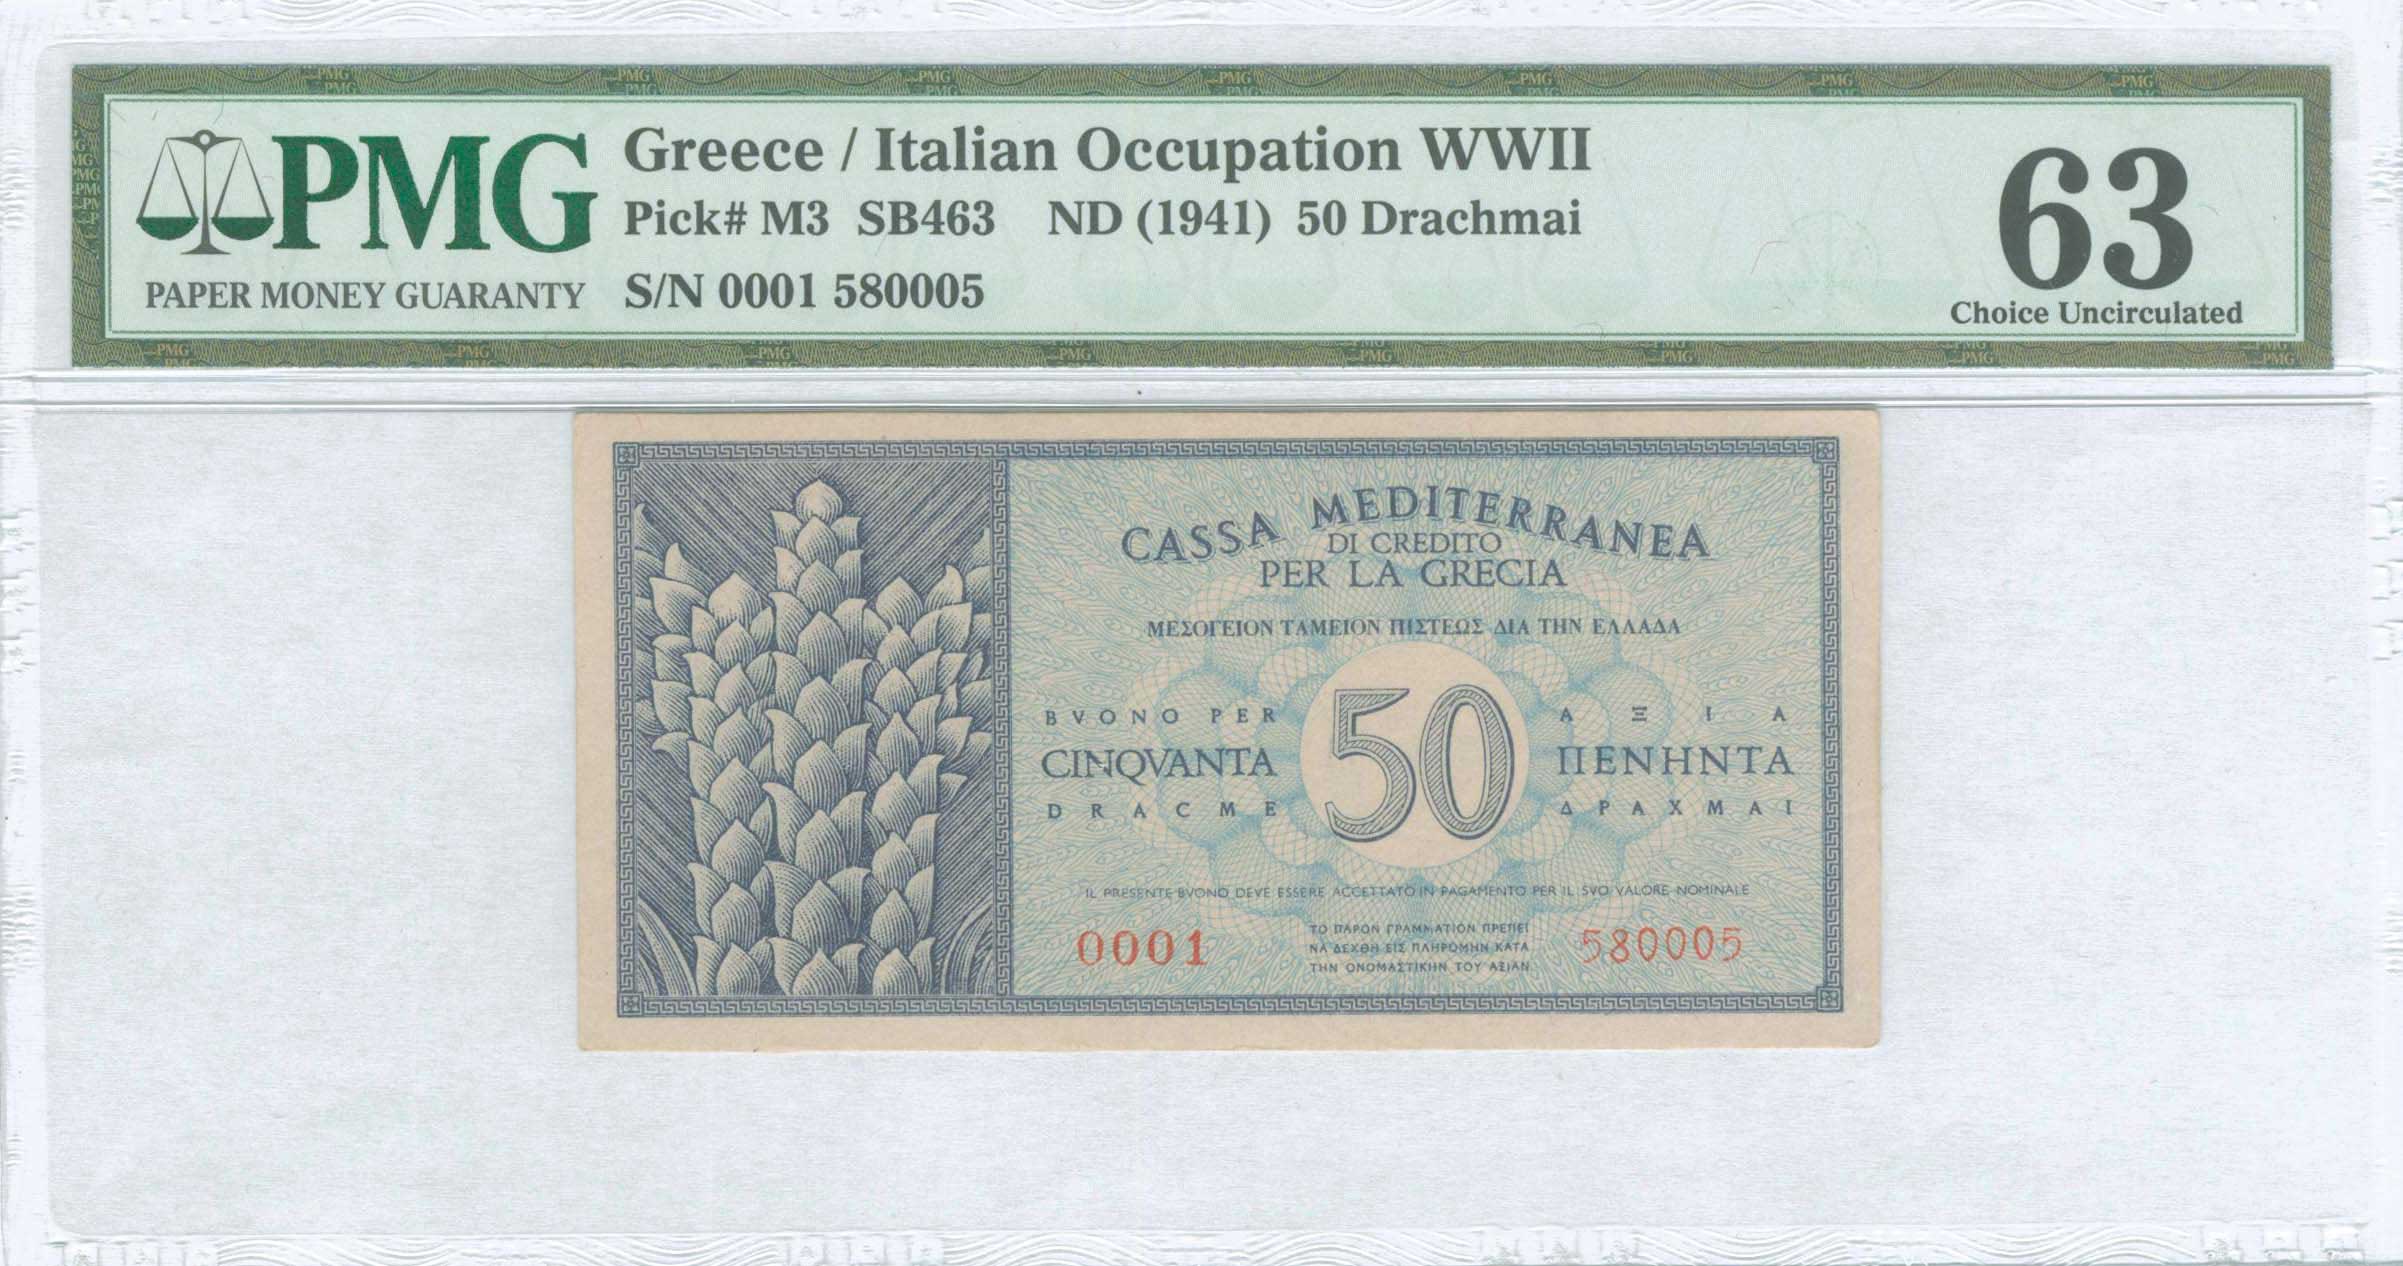 PMG
PAPER MONEY GUARANTY
Greece / Italian Occupation WWII
Pick# M3 SB463 ND (1941) 50 Drachmai
S/N 0001 580005
63
Choice Uncirculated
CASSA MEDITERRANEA
DI CREDITO
PER LA GRECIA
ΜΕΣΟΓΕΙΟΝ ΤΑΜΕΙΟΝ ΠΙΣΤΕΩΣ ΔΙΑ ΤΗΝ ΕΛΛΑΔΑ
BVONO PER
CINQVANTA
DRACME
50
ΑΞΙΑ
ΠΕΝΗΝΤΑ
ΔΡΑΧΜΑΙ
IL PRESENTE BVONO DEVE ESSERE ACCETTATO IN PAGAMENTO PER IL SVO VALORE NOMINALE
0001
ΤΟ ΠΑΡΟΝ ΓΡΑΜΜΑΤΙΟΝ ΠΡΕΠΕΙ
ΝΑ ΔΕΧΘΗ ΕΙΣ ΠΛΗΡΩΜΗΝ ΚΑΤΑ
ΤΗΝ ΟΝΟΜΑΣΤΙΚΗΝ ΤΟΥ ΑΞΙΑΝ
580005